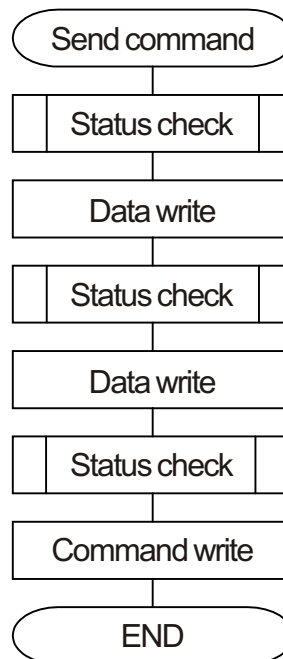 Send command
Status check
Data write
Status check
Data write
Status check
Command write
END